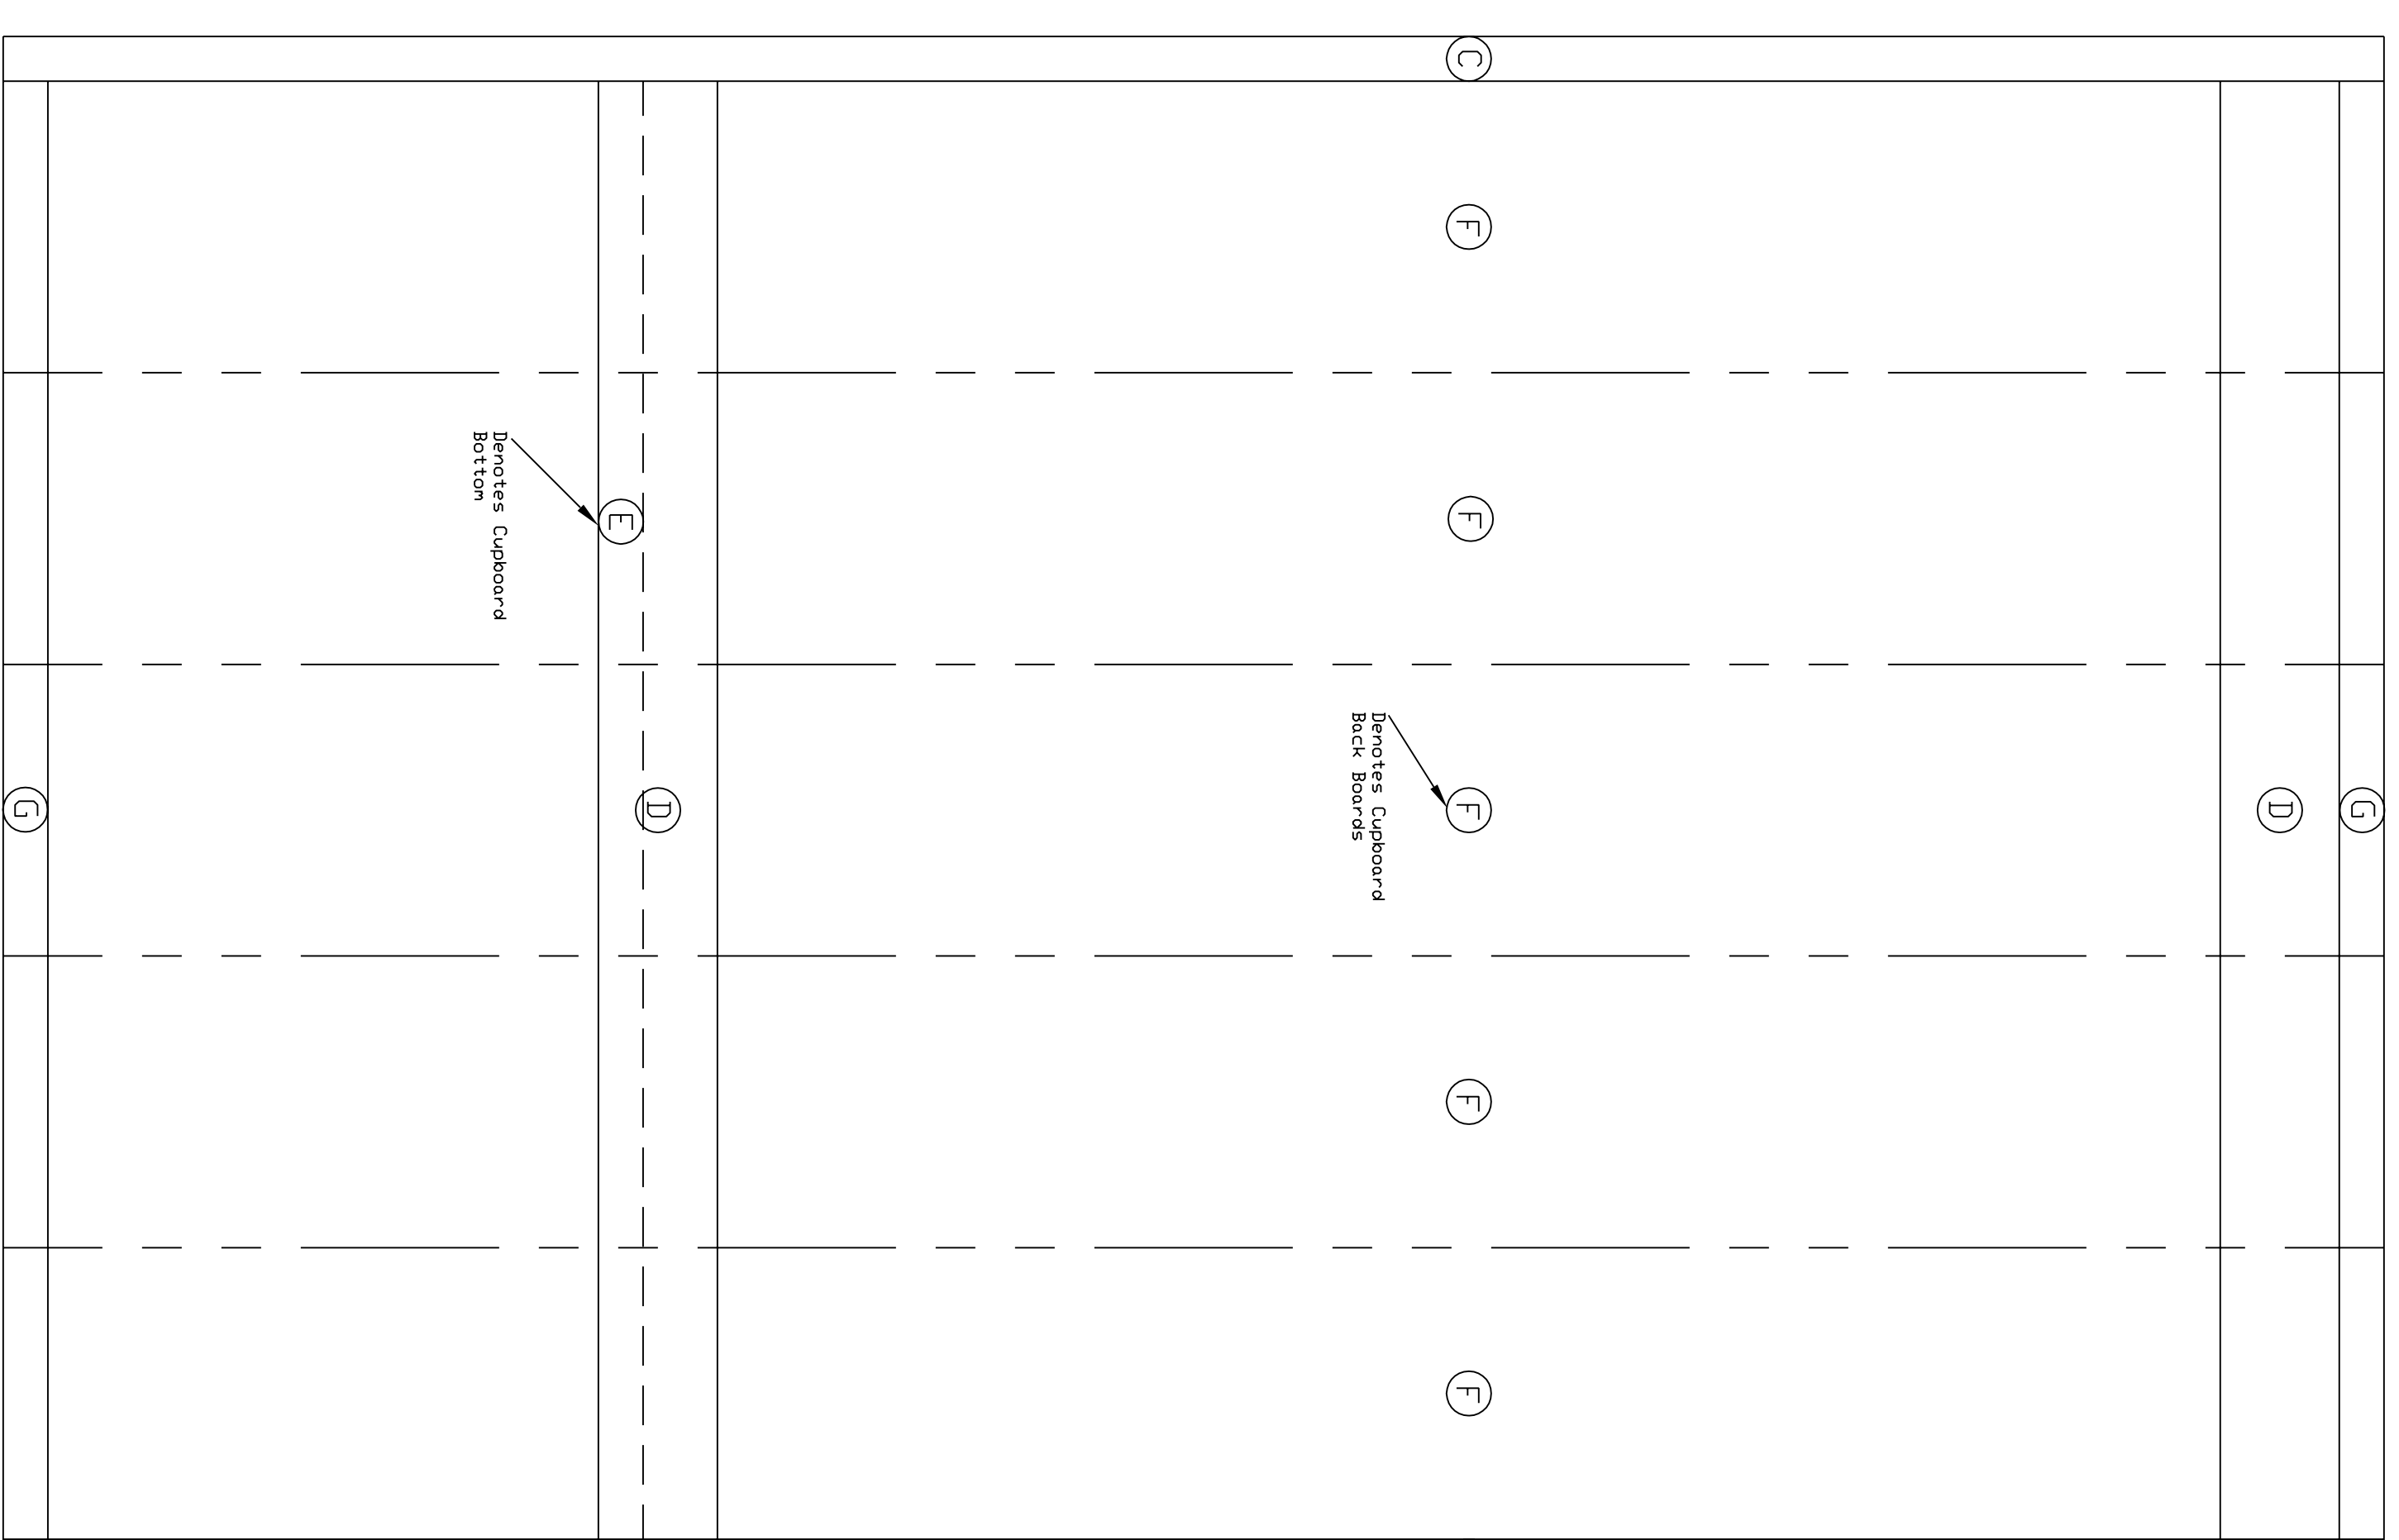 G
D
C F F F F F
Denotes Cupboard
Back Boards
D
E
Denotes Cupboard
Bottom
G